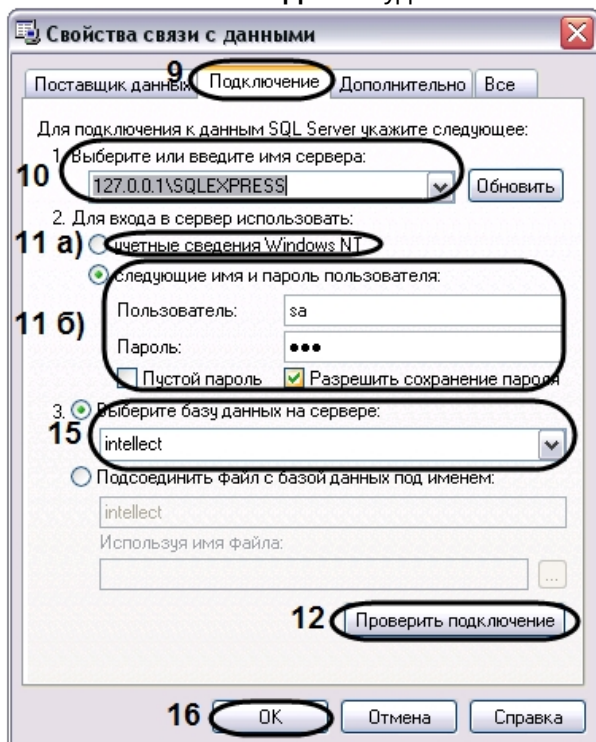 Свойства связи с данными
9
Поставщик данных Подключение Дополнительно Все
Для подключения к данным SQL Server укажите следующее:
1. Выберите или введите имя сервера:
10 127.0.0.1\SQLEXPRESS Обновить
2. Для входа в сервер использовать:
11 а) учетные сведения Windows NT
следующие имя и пароль пользователя:
11 б) Пользователь: sa
Пароль: •••
Пустой пароль Разрешить сохранение пароля
3. Выберите базу данных на сервере:
15 intellect
Подсоединить файл с базой данных под именем:
intellect
Используя имя файла:
...
12 Проверить подключение
16 OK Отмена Справка